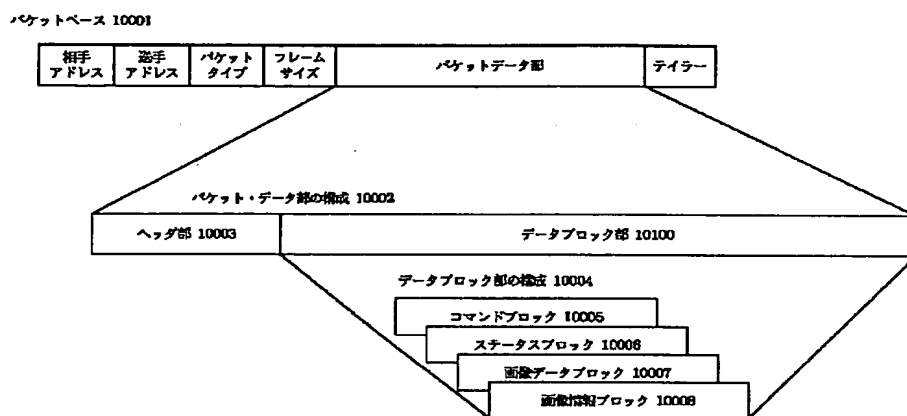 パケットベース 10001
相手
アドレス
送手
アドレス
パケット
タイプ
フレーム
サイズ
パケットデータ部
テイラー
パケット・データ部の構成 10002
ヘッダ部 10003
データブロック部 10100
データブロック部の構成 10004
コマンドブロック 10005
ステータスブロック 10006
画像データブロック 10007
画像情報ブロック 10008